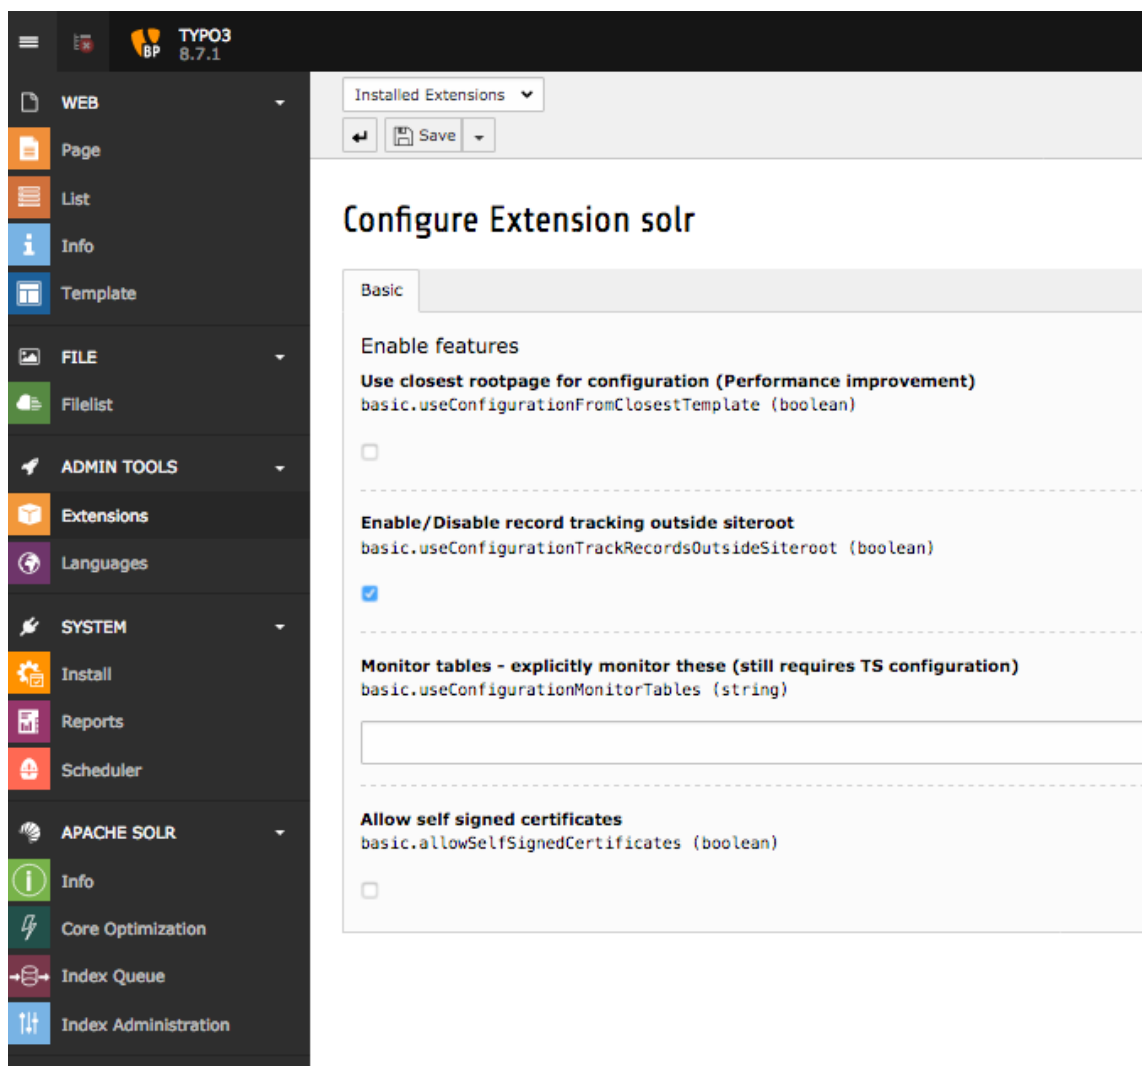 BP
TYPO3
8.7.1
WEB
Page
List
Info
Template
FILE
Filelist
ADMIN TOOLS
Extensions
Languages
SYSTEM
Install
Reports
Scheduler
APACHE SOLR
Info
Core Optimization
Index Queue
Index Administration
Installed Extensions
Save
Configure Extension solr
Basic
Enable features
Use closest rootpage for configuration (Performance improvement)
basic.useConfigurationFromClosestTemplate (boolean)
Enable/Disable record tracking outside siteroot
basic.useConfigurationTrackRecordsOutsideSiteroot (boolean)
Monitor tables - explicitly monitor these (still requires TS configuration)
basic.useConfigurationMonitorTables (string)
Allow self signed certificates
basic.allowSelfSignedCertificates (boolean)